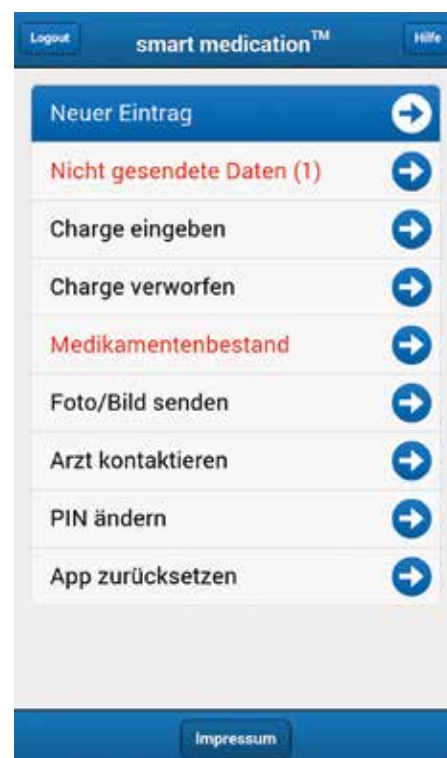 Logout
smart medication™
Hilfe
Neuer Eintrag
Nicht gesendete Daten (1)
Charge eingeben
Charge verworfen
Medikamentenbestand
Foto/Bild senden
Arzt kontaktieren
PIN ändern
App zurücksetzen
Impressum